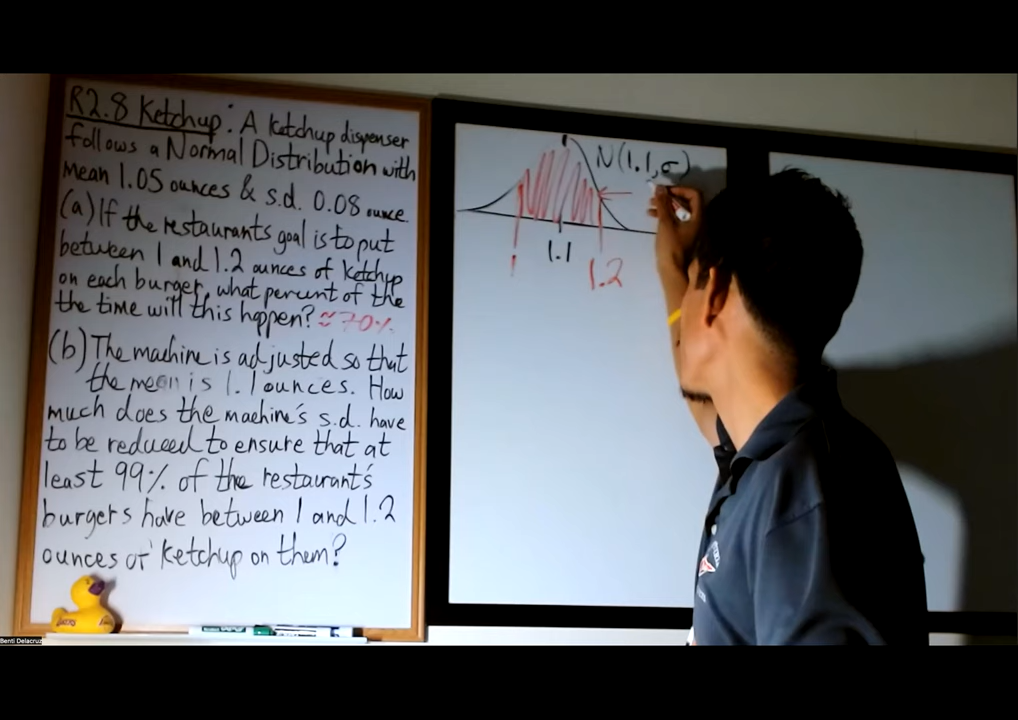 R2.8 Ketchup: A ketchup dispenser
follows a Normal Distribution with
mean 1.05 ounces & s.d. 0.08 ounce.
(a) If the restaurants goal is to put
between 1 and 1.2 ounces of ketchup
on each burger, what percent of the
the time will this happen? ≈70%
(b) The machine is adjusted so that
the mean is 1.1 ounces. How
much does the machine's s.d. have
to be reduced to ensure that at
least 99% of the restaurant's
burgers have between 1 and 1.2
ounces of ketchup on them?
N(1.1, σ)
1
1.1
1.2
Benti Delacruz